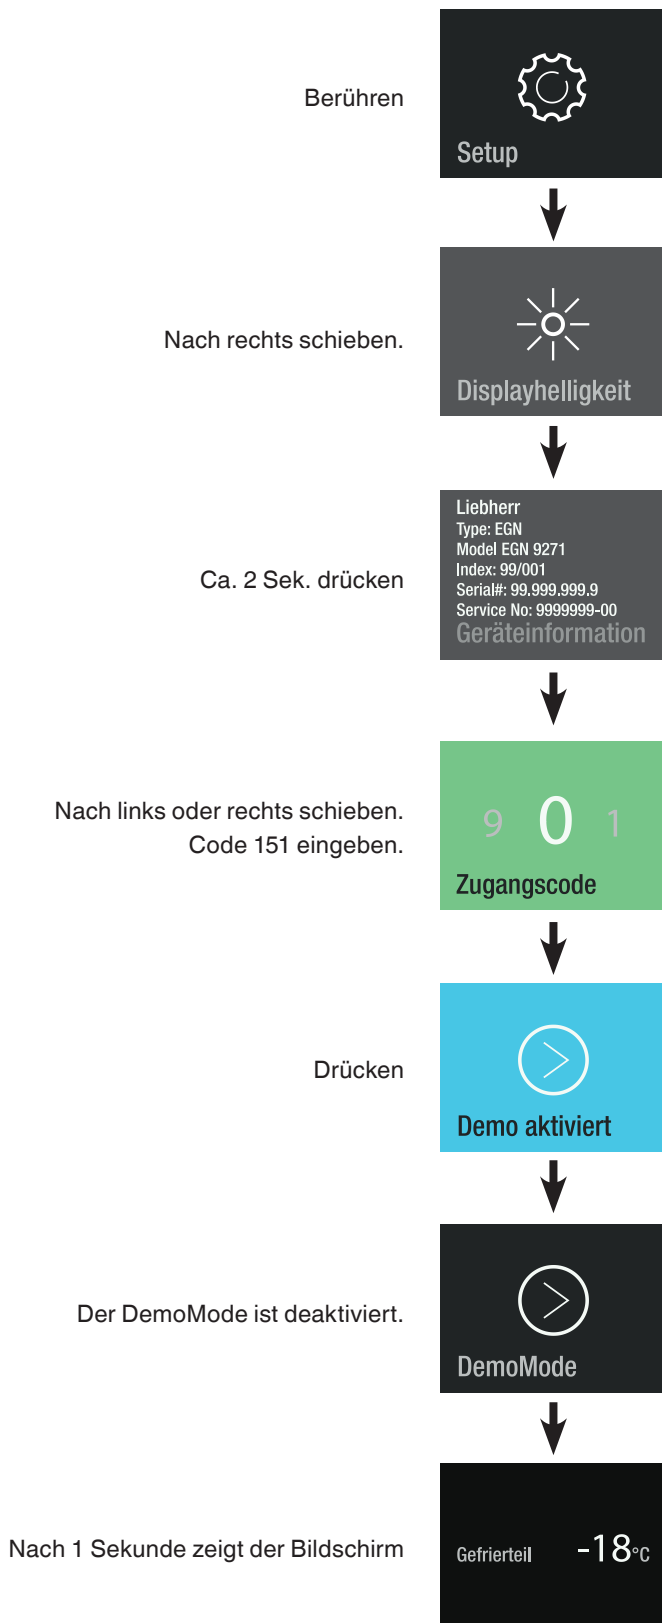 Berühren
Setup
Nach rechts schieben.
Displayhelligkeit
Ca. 2 Sek. drücken
Liebherr
Type: EGN
Model EGN 9271
Index: 99/001
Serial#: 99.999.999.9
Service No: 9999999-00
Geräteinformation
Nach links oder rechts schieben.
Code 151 eingeben.
9 0 1
Zugangscode
Drücken
Demo aktiviert
Der DemoMode ist deaktiviert.
DemoMode
Nach 1 Sekunde zeigt der Bildschirm
Gefrierteil -18°C